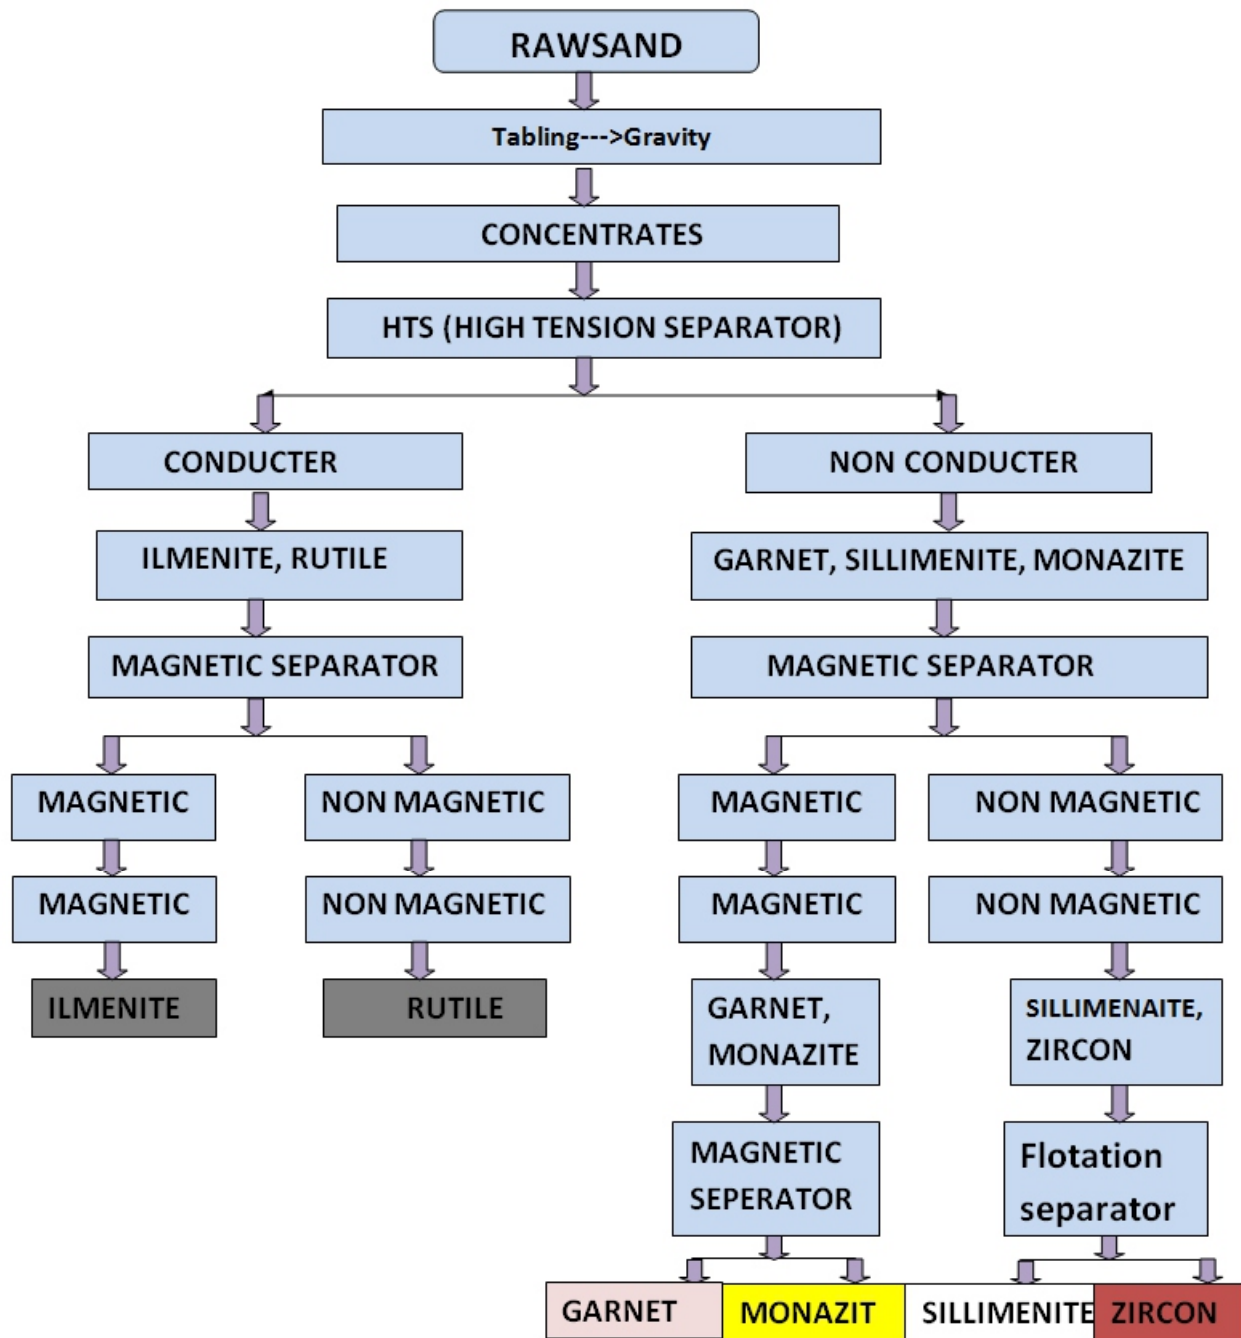 RAWSAND
Tabling--->Gravity
CONCENTRATES
HTS (HIGH TENSION SEPARATOR)
CONDUCTER
NON CONDUCTER
ILMENITE, RUTILE
GARNET, SILLIMENITE, MONAZITE
MAGNETIC SEPARATOR
MAGNETIC SEPARATOR
MAGNETIC
NON MAGNETIC
MAGNETIC
NON MAGNETIC
MAGNETIC
NON MAGNETIC
MAGNETIC
NON MAGNETIC
ILMENITE
RUTILE
GARNET,
MONAZITE
SILLIMENAITE,
ZIRCON
MAGNETIC
SEPERATOR
Flotation
separator
GARNET
MONAZIT
SILLIMENITE
ZIRCON